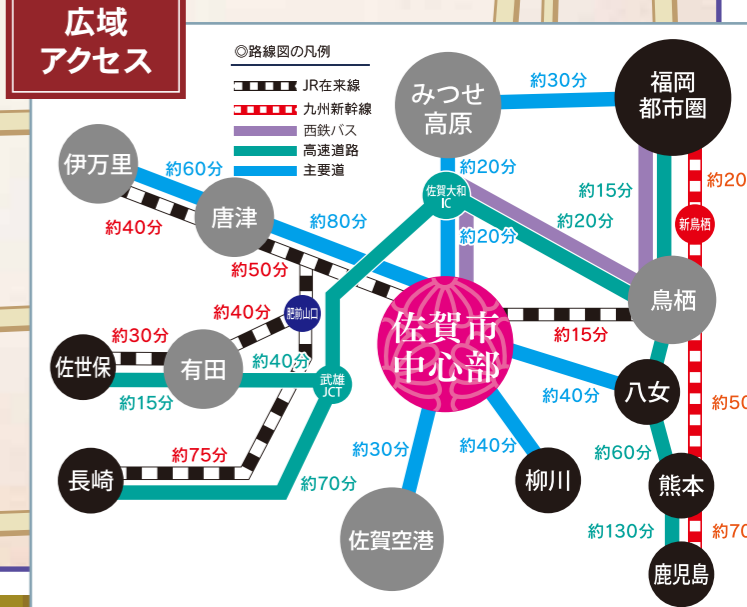 広域
アクセス
◎路線図の凡例
JR在来線
九州新幹線
西鉄バス
高速道路
主要道
みつせ
高原
約30分
福岡
都市圏
伊万里
約60分
約20分
佐賀大和
IC
約15分
約20
約40分
唐津
約80分
約20分
新鳥栖
約20分
約50分
鳥栖
約40分
肥前山口
佐賀市
中心部
約15分
約30分
佐世保
有田
約40分
武雄
JCT
約15分
約40分
八女
約50
約75分
長崎
約70分
約30分
約40分
柳川
約60分
熊本
佐賀空港
約130分
約70
鹿児島